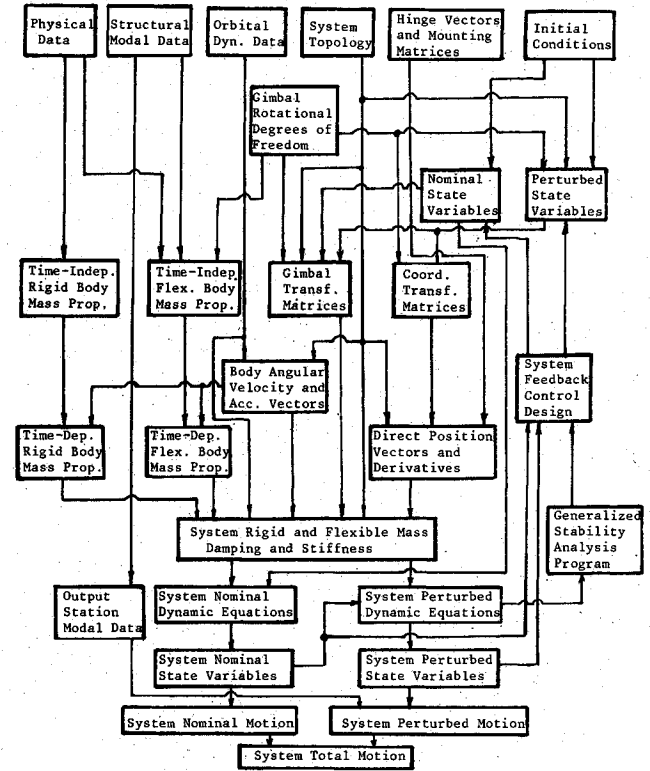 Physical
Data
Structural
Modal Data
Orbital
Dyn. Data
System
Topology
Hinge Vectors
and Mounting
Matrices
Initial
Conditions
Gimbal
Rotational
Degrees of
Freedom
Nominal
State
Variables
Perturbed
State
Variables
Time-Indep.
Rigid Body
Mass Prop.
Time-Indep
Flex. Body
Mass Prop.
Gimbal
Transf.
Matrices
Coord.
Transf.
Matrices
Body Angular
Velocity and
Acc. Vectors
System
Feedback
Control
Design
Time-Dep.
Rigid Body
Mass Prop.
Time-Dep.
Flex. Body
Mass Prop.
Direct Position
Vectors and
Derivatives
System Rigid and Flexible Mass
Damping and Stiffness
Generalized
Stability
Analysis
Program
Output
Station
Modal Data
System Nominal
Dynamic Equations
System Perturbed
Dynamic Equations
System Nominal
State Variables
System Perturbed
State Variables
System Nominal Motion
System Perturbed Motion
System Total Motion